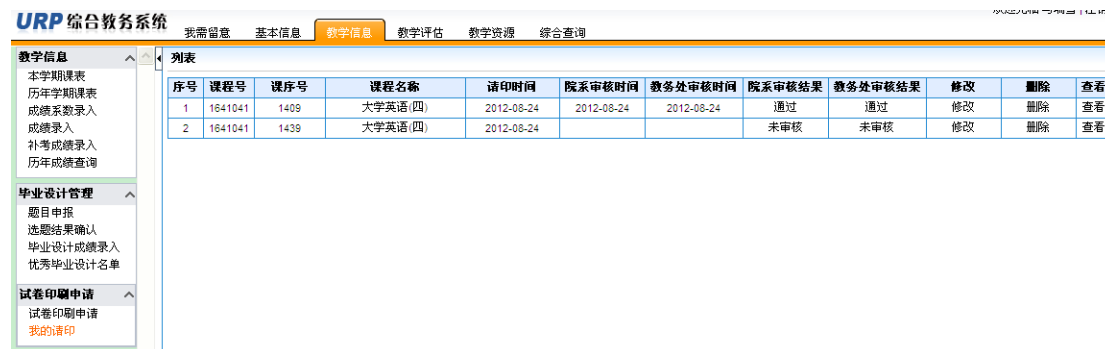 URP综合教务系统
我需留意 基本信息 教学信息 教学评估 教学资源 综合查询
教学信息
本学期课表
历年学期课表
成绩系数录入
成绩录入
补考成绩录入
历年成绩查询
毕业设计管理
题目申报
选题结果确认
毕业设计成绩录入
优秀毕业设计名单
试卷印刷申请
试卷印刷申请
我的请印
列表
序号 课程号 课序号 课程名称 请印时间 院系审核时间 教务处审核时间 院系审核结果 教务处审核结果 修改 删除 查看
1 1641041 1409 大学英语(四) 2012-08-24 2012-08-24 2012-08-24 通过 通过 修改 删除 查看
2 1641041 1439 大学英语(四) 2012-08-24 未审核 未审核 修改 删除 查看